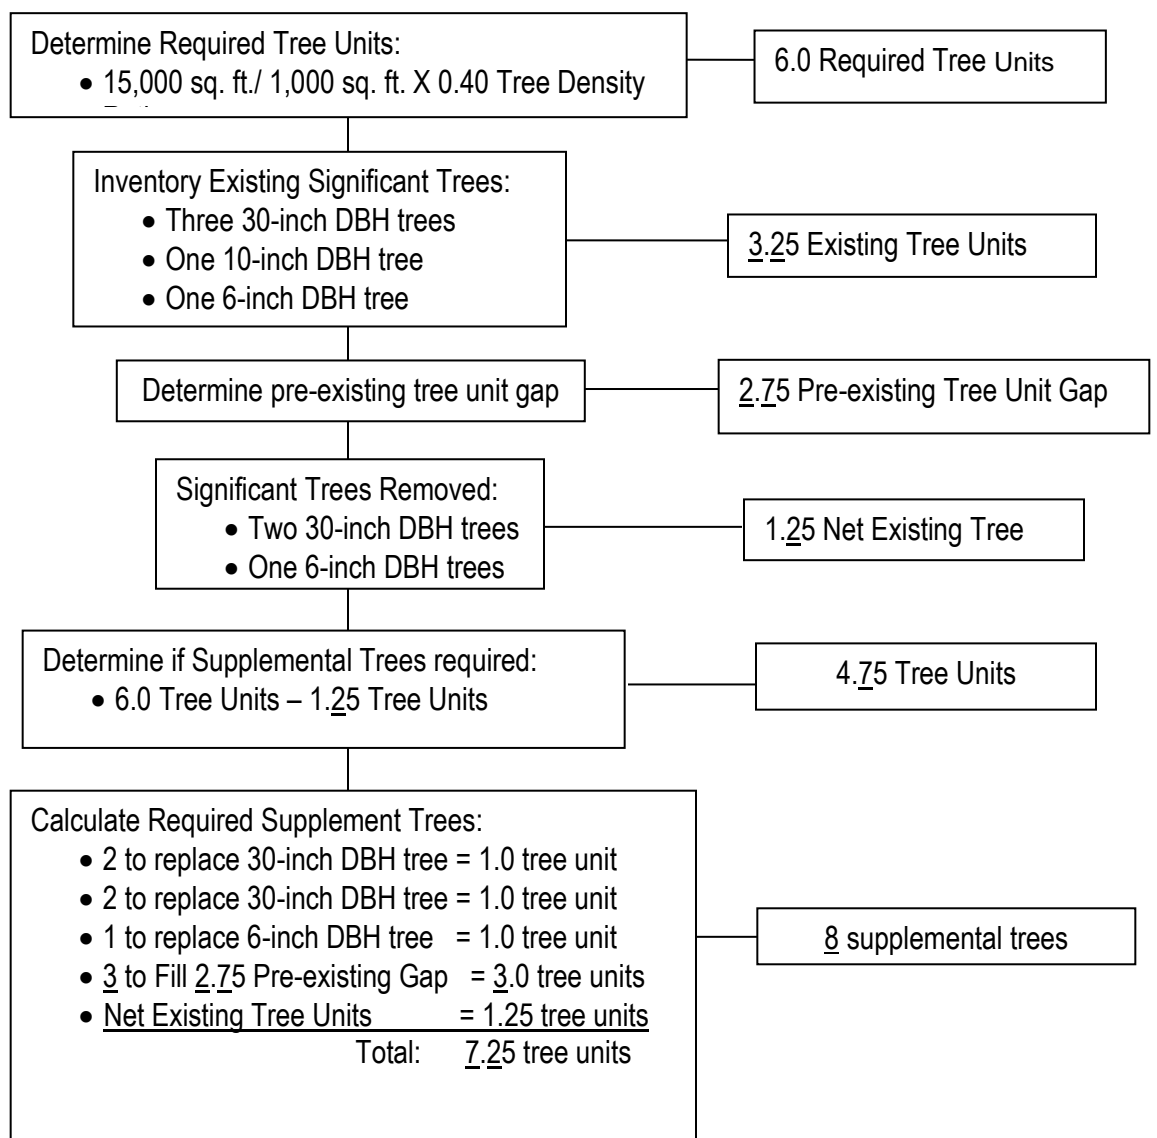 Determine Required Tree Units:
• 15,000 sq. ft./ 1,000 sq. ft. X 0.40 Tree Density
6.0 Required Tree Units
Inventory Existing Significant Trees:
• Three 30-inch DBH trees
• One 10-inch DBH tree
• One 6-inch DBH tree
3.25 Existing Tree Units
Determine pre-existing tree unit gap
2.75 Pre-existing Tree Unit Gap
Significant Trees Removed:
• Two 30-inch DBH trees
• One 6-inch DBH trees
1.25 Net Existing Tree
Determine if Supplemental Trees required:
• 6.0 Tree Units – 1.25 Tree Units
4.75 Tree Units
Calculate Required Supplement Trees:
• 2 to replace 30-inch DBH tree = 1.0 tree unit
• 2 to replace 30-inch DBH tree = 1.0 tree unit
• 1 to replace 6-inch DBH tree = 1.0 tree unit
• 3 to Fill 2.75 Pre-existing Gap = 3.0 tree units
• Net Existing Tree Units = 1.25 tree units
Total: 7.25 tree units
8 supplemental trees